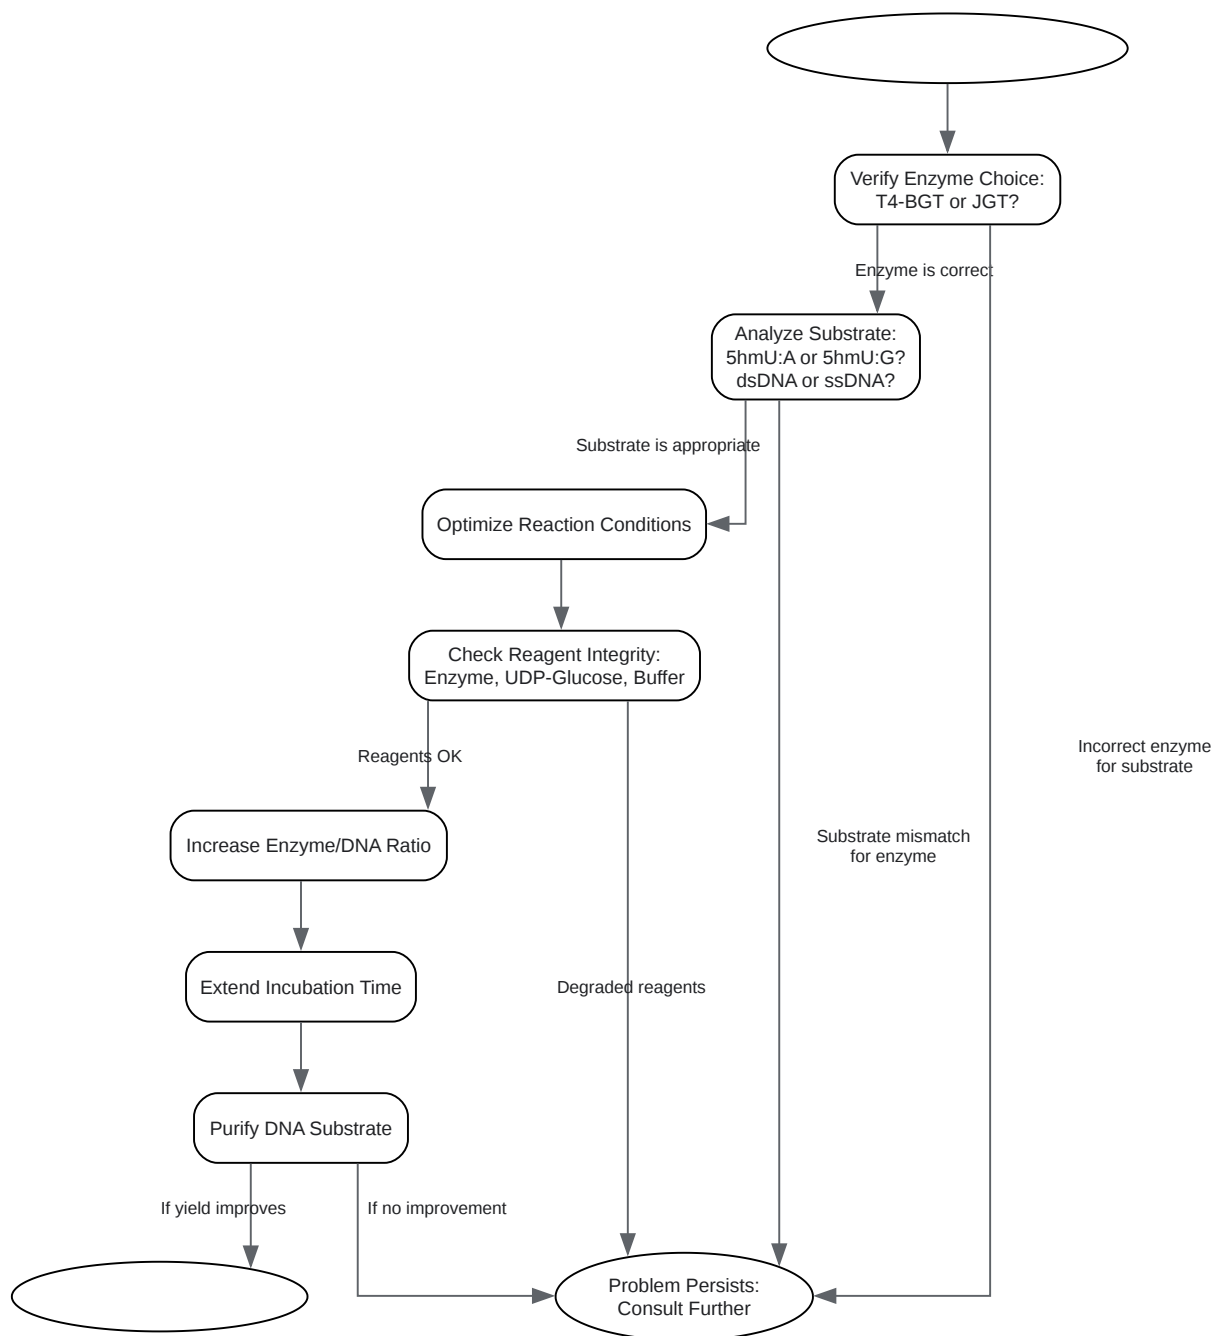 Verify Enzyme Choice:
T4-BGT or JGT?
Enzyme is correct
Analyze Substrate:
5hmU:A or 5hmU:G?
dsDNA or ssDNA?
Substrate is appropriate
Optimize Reaction Conditions
Check Reagent Integrity:
Enzyme, UDP-Glucose, Buffer
Reagents OK
Incorrect enzyme
for substrate
Increase Enzyme/DNA Ratio
Substrate mismatch
for enzyme
Extend Incubation Time
Degraded reagents
Purify DNA Substrate
If yield improves
If no improvement
Problem Persists:
Consult Further